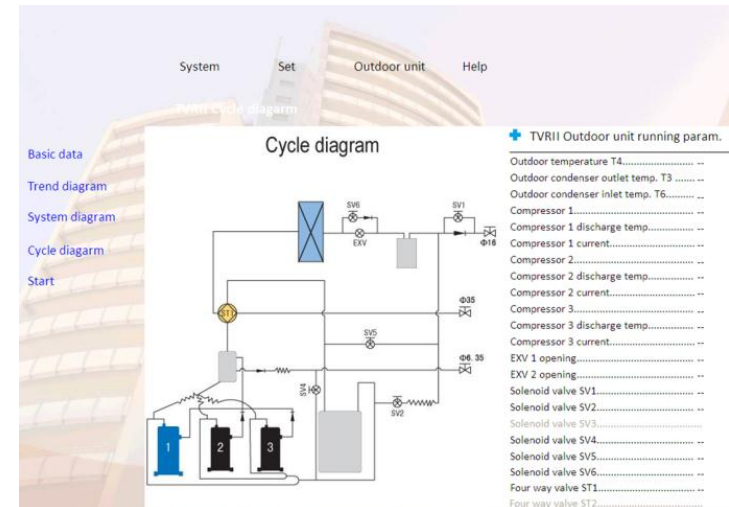 System Set Outdoor unit Help
TVRII Cycle diagarm
Basic data
Trend diagram
System diagram
Cycle diagarm
Start
Cycle diagram
SV6
SV1
EXV
Φ16
ST1
Φ35
SV5
Φ6. 35
SV4
SV2
1 2 3
TVRII Outdoor unit running param.
Outdoor temperature T4........................ --
Outdoor condenser outlet temp. T3 ....... --
Outdoor condenser inlet temp. T6.......... --
Compressor 1.......................................... --
Compressor 1 discharge temp................ --
Compressor 1 current............................. --
Compressor 2.......................................... --
Compressor 2 discharge temp................ --
Compressor 2 current............................. --
Compressor 3.......................................... --
Compressor 3 discharge temp................ --
Compressor 3 current............................. --
EXV 1 opening......................................... --
EXV 2 opening......................................... --
Solenoid valve SV1.................................. --
Solenoid valve SV2.................................. --
Solenoid valve SV3..................................
Solenoid valve SV4.................................. --
Solenoid valve SV5.................................. --
Solenoid valve SV6.................................. --
Four way valve ST1.................................. --
Four way valve ST2..................................